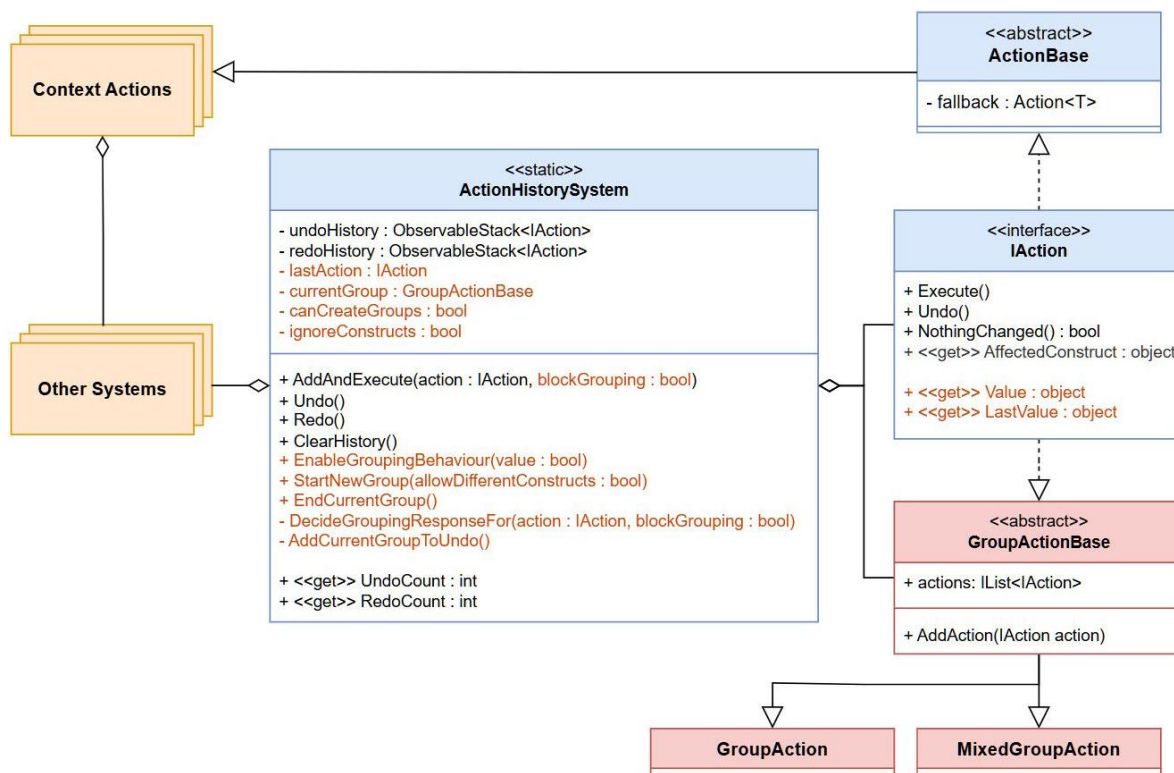 Context Actions
<<abstract>>
ActionBase
- fallback : Action<T>
<<static>>
ActionHistorySystem
- undoHistory : ObservableStack<IAction>
- redoHistory : ObservableStack<IAction>
- lastAction : IAction
- currentGroup : GroupActionBase
- canCreateGroups : bool
- ignoreConstructs : bool
+ AddAndExecute(action : IAction, blockGrouping : bool)
+ Undo()
+ Redo()
+ ClearHistory()
+ EnableGroupingBehaviour(value : bool)
+ StartNewGroup(allowDifferentConstructs : bool)
+ EndCurrentGroup()
- DecideGroupingResponseFor(action : IAction, blockGrouping : bool)
- AddCurrentGroupToUndo()
+ <<get>> UndoCount : int
+ <<get>> RedoCount : int
Other Systems
<<interface>>
IAction
+ Execute()
+ Undo()
+ NothingChanged() : bool
+ <<get>> AffectedConstruct : object
+ <<get>> Value : object
+ <<get>> LastValue : object
<<abstract>>
GroupActionBase
+ actions: IList<IAction>
+ AddAction(IAction action)
GroupAction
MixedGroupAction